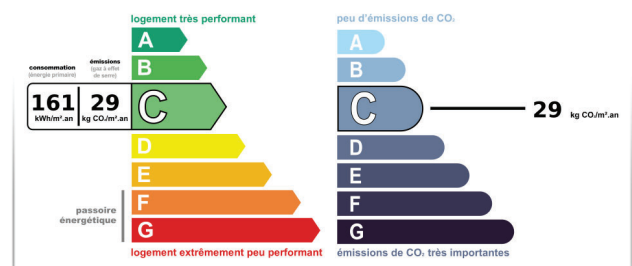 logement très performant
A
B
consommation
(énergie primaire)
émissions
(gaz à effet
de serre)
161
kWh/m².an
29
kg CO₂/m².an
C
D
E
F
G
passoire
énergétique
logement extrêmement peu performant
peu d'émissions de CO₂
A
B
C
29 kg CO₂/m².an
D
E
F
G
émissions de CO₂ très importantes